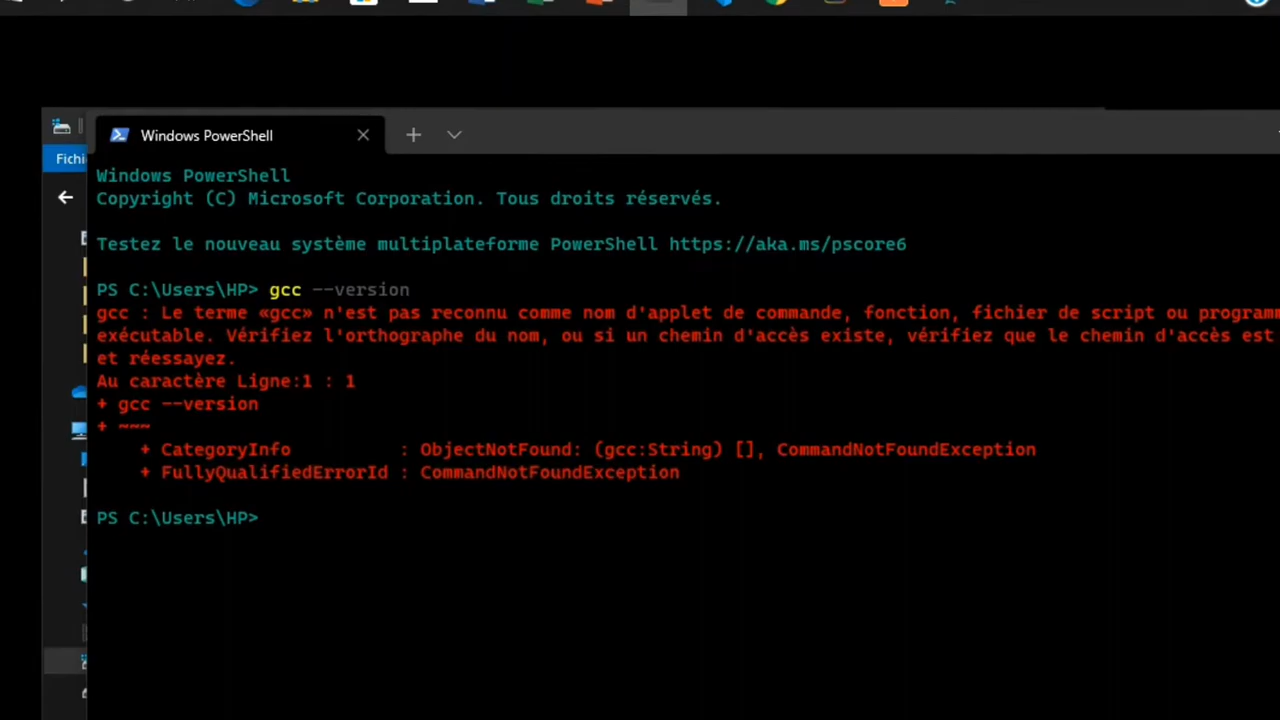 Windows PowerShell
Fichi
Windows PowerShell
Copyright (C) Microsoft Corporation. Tous droits réservés.
Testez le nouveau système multiplateforme PowerShell https://aka.ms/pscore6
PS C:\Users\HP> gcc --version
gcc : Le terme «gcc» n'est pas reconnu comme nom d'applet de commande, fonction, fichier de script ou programm
exécutable. Vérifiez l'orthographe du nom, ou si un chemin d'accès existe, vérifiez que le chemin d'accès est
et réessayez.
Au caractère Ligne:1 : 1
+ gcc --version
+ ~~~
+ CategoryInfo : ObjectNotFound: (gcc:String) [], CommandNotFoundException
+ FullyQualifiedErrorId : CommandNotFoundException
PS C:\Users\HP>